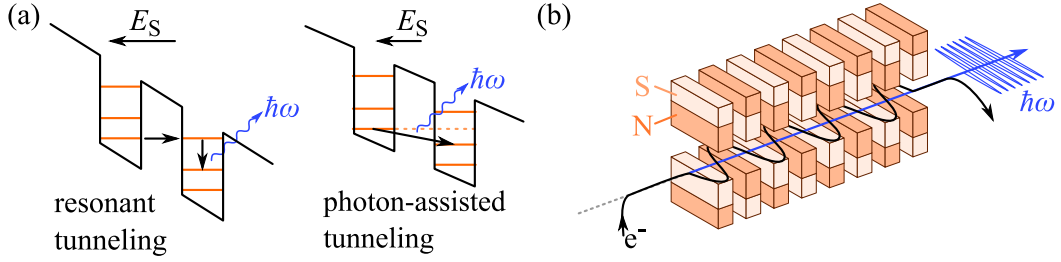 (a)
E_S
ħω
resonant
tunneling
E_S
ħω
photon-assisted
tunneling
(b)
S
N
e⁻
ħω